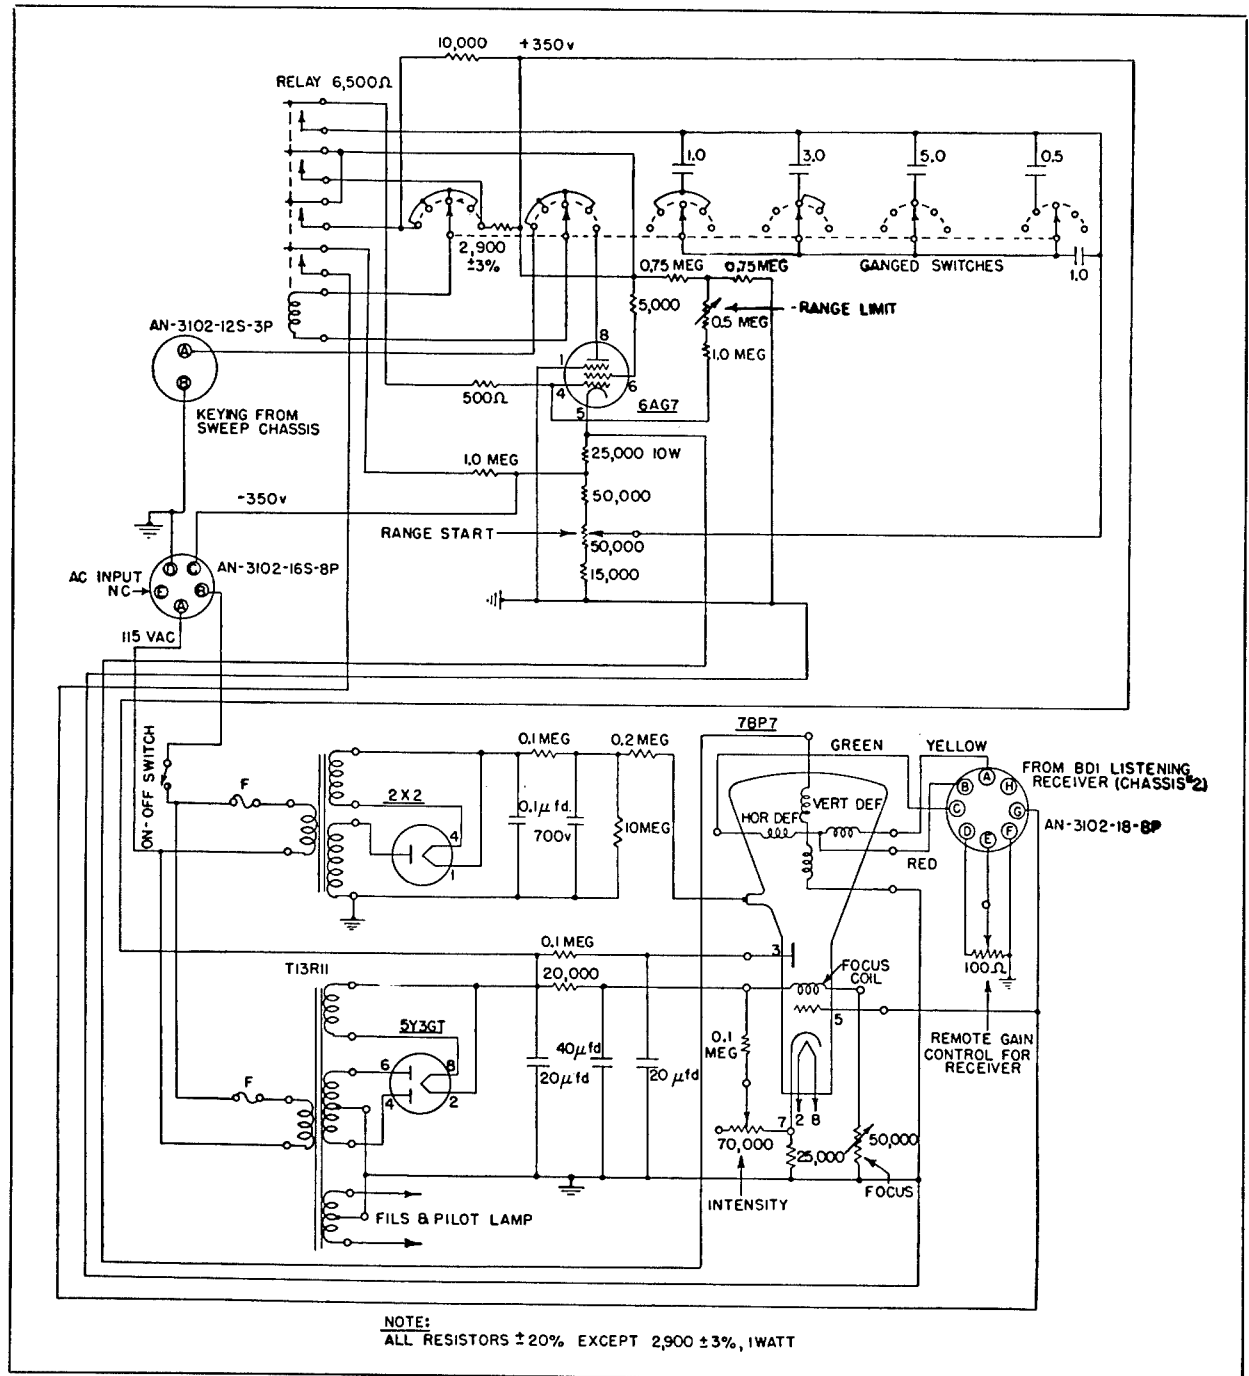 10,000
+350v
RELAY 6,500Ω
1.0
3.0
5.0
0.5
2,900
±3%
0.75 MEG
0.75 MEG
GANGED SWITCHES
1.0
5,000
RANGE LIMIT
0.5 MEG
1.0 MEG
AN-3102-12S-3P
A
B
KEYING FROM
SWEEP CHASSIS
8
1
4
6
5
500Ω
6AG7
25,000 10W
1.0 MEG
50,000
-350v
RANGE START
50,000
15,000
AC INPUT
NC
D
C
E
B
A
AN-3102-16S-8P
115 VAC
ON-OFF SWITCH
F
2X2
4
1
0.1 MEG
0.2 MEG
0.1μfd.
700v
10MEG
7BP7
GREEN
YELLOW
HOR DEF
VERT DEF
RED
FROM BDI LISTENING
RECEIVER (CHASSIS #2)
A
B
H
C
G
D
E
F
AN-3102-18-8P
100Ω
REMOTE GAIN
CONTROL FOR
RECEIVER
T13R11
0.1 MEG
20,000
3
FOCUS
COIL
5
5Y3GT
6
8
4
2
F
40μfd
20μfd
20μfd
0.1
MEG
2 8
7
70,000
25,000
50,000
INTENSITY
FOCUS
FILS & PILOT LAMP
NOTE:
ALL RESISTORS ±20% EXCEPT 2,900 ±3%, 1WATT